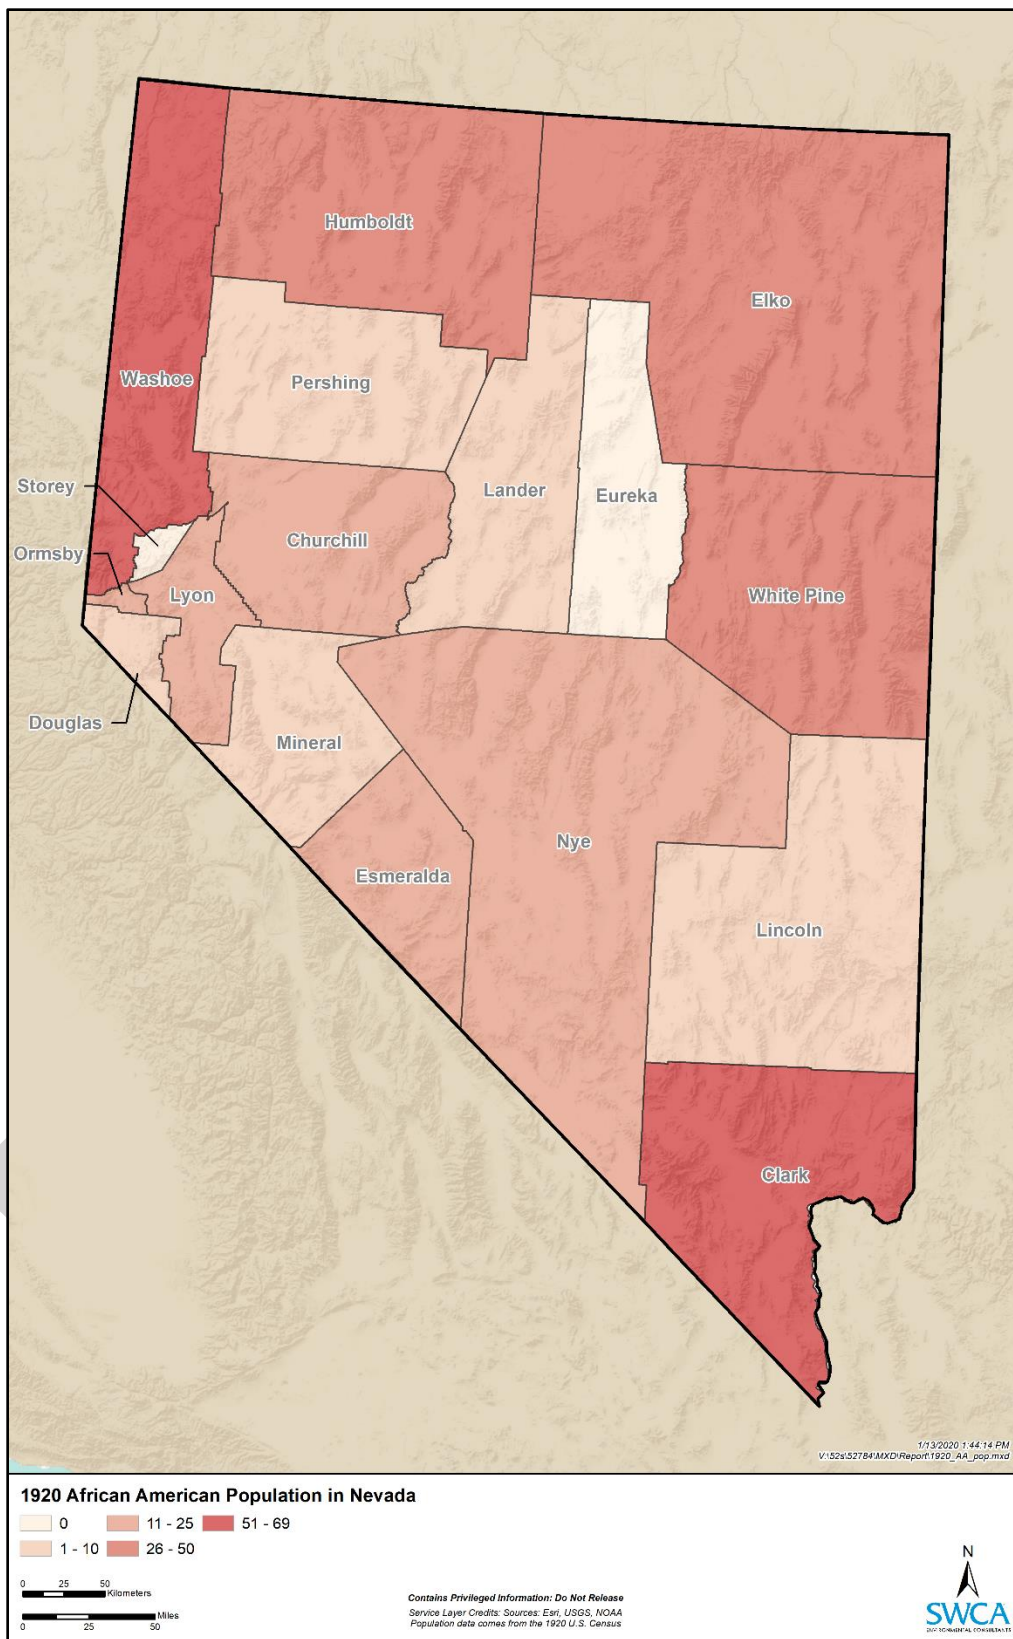 Humboldt
Elko
Washoe
Pershing
Storey
Lander
Eureka
Churchill
Ormsby
Lyon
White Pine
Douglas
Mineral
Nye
Esmeralda
Lincoln
Clark
1/13/2020 1:44:14 PM
V:\52s\52784\MXD\Report\1920_AA_pop.mxd
1920 African American Population in Nevada
0 11 - 25 51 - 69
1 - 10 26 - 50
0 25 50
Kilometers
Miles
0 25 50
Contains Privileged Information: Do Not Release
Service Layer Credits: Sources: Esri, USGS, NOAA
Population data comes from the 1920 U.S. Census
N
SWCA
ENVIRONMENTAL CONSULTANTS